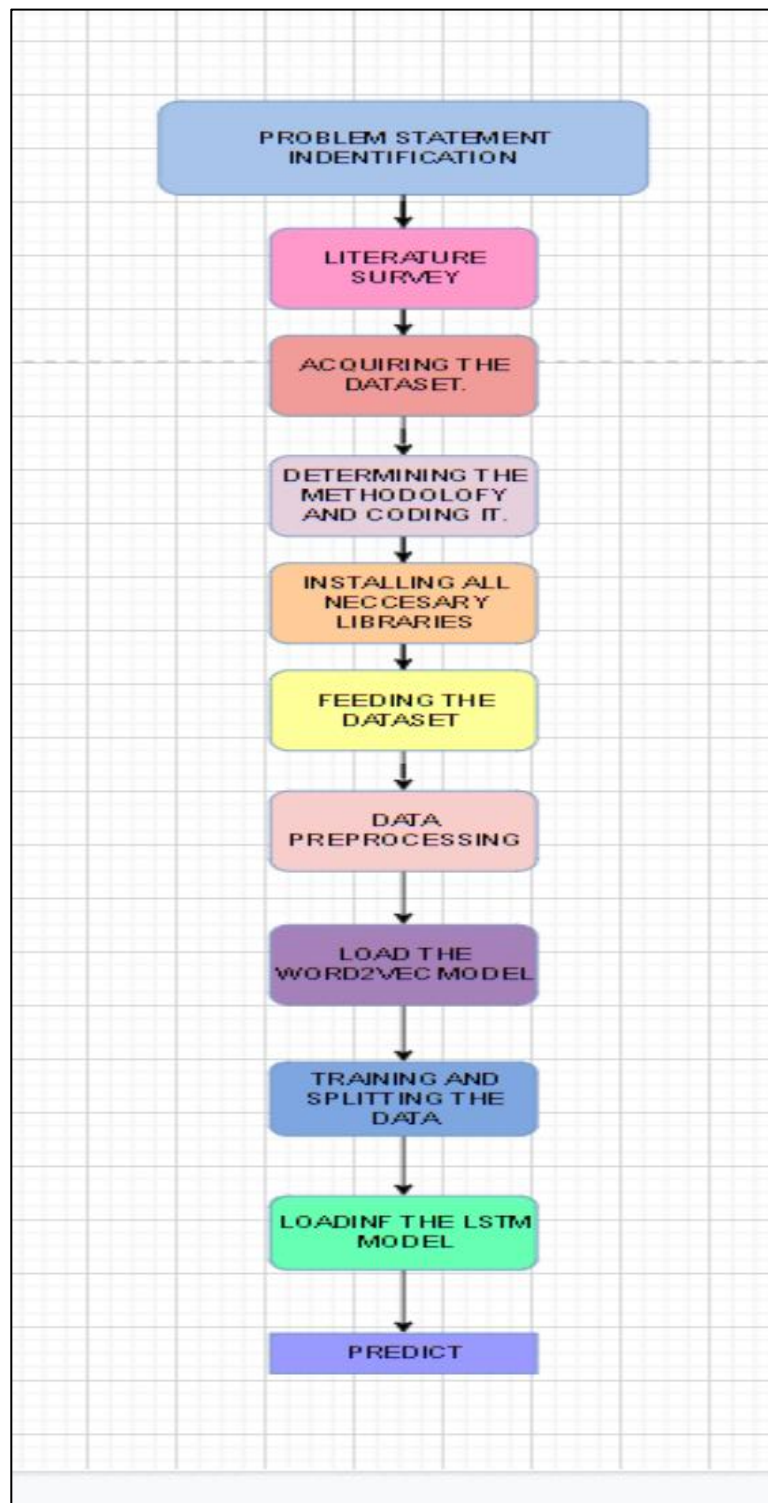 PROBLEM STATEMENT
INDENTIFICATION
LITERATURE
SURVEY
ACQUIRING THE
DATASET.
DETERMINING THE
METHODOLOFY
AND CODING IT.
INSTALLING ALL
NECCESARY
LIBRARIES
FEEDING THE
DATASET
DATA
PREPROCESSING
LOAD THE
WORD2VEC MODEL
TRAINING AND
SPLITTING THE
DATA
LOADINF THE LSTM
MODEL
PREDICT